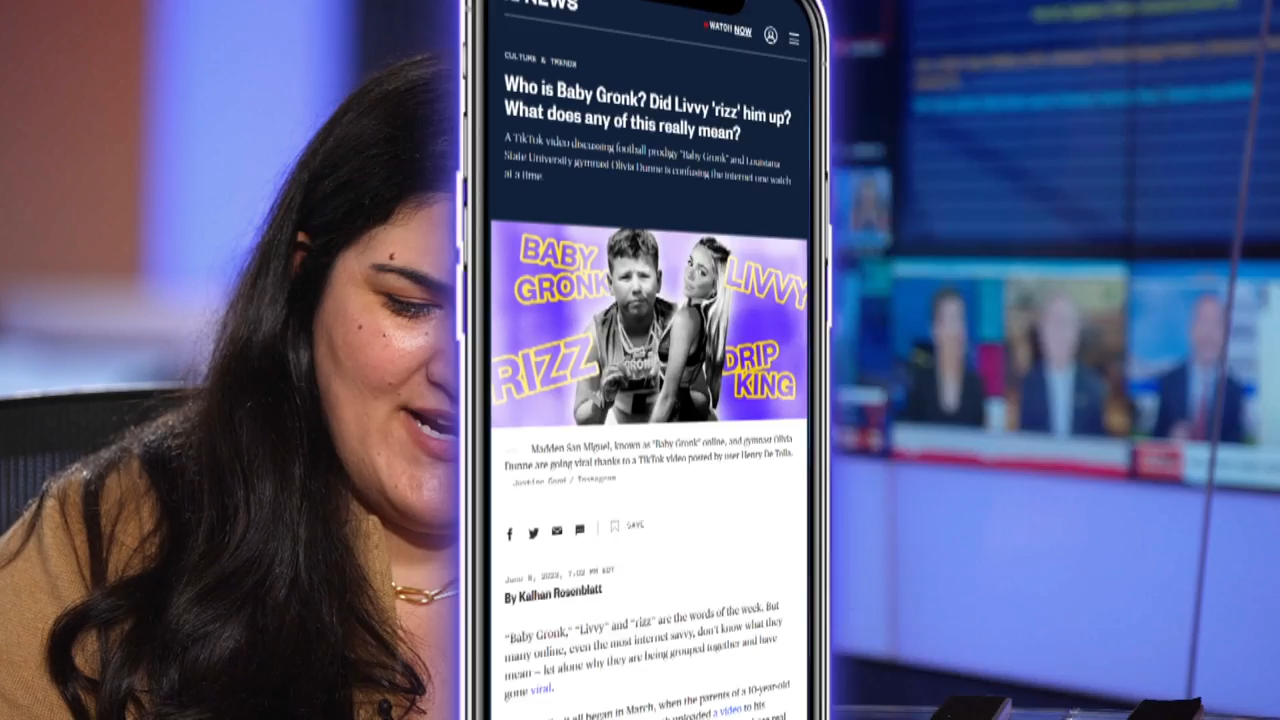 NEWS
WATCH NOW
CULTURE & TRENDS
Who is Baby Gronk? Did Livvy 'rizz' him up?
What does any of this really mean?
A TikTok video discussing football prodigy "Baby Gronk" and Louisiana
State University gymnast Olivia Dunne is confusing the internet one watch
at a time.
BABY
GRONK
LIVVY
RIZZ
DRIP
KING
Madden San Miguel, known as "Baby Gronk" online, and gymnast Olivia
Dunne are going viral thanks to a TikTok video posted by user Henry De Tolla.
/ Instagram
SAVE
7:02 PM EDT
By Kalhan Rosenblatt
"Baby Gronk," "Livvy" and "rizz" are the words of the week. But
many online, even the most internet savvy, don't know what they
mean — let alone why they are being grouped together and have
gone viral.
all began in March, when the parents of a 10-year-old
uploaded a video to his
real